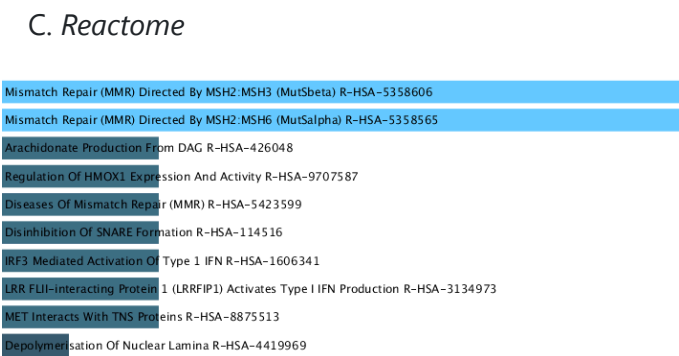 C. Reactome
Mismatch Repair (MMR) Directed By MSH2:MSH3 (MutSbeta) R-HSA-5358606
Mismatch Repair (MMR) Directed By MSH2:MSH6 (MutSalpha) R-HSA-5358565
Arachidonate Production From DAG R-HSA-426048
Regulation Of HMOX1 Expression And Activity R-HSA-9707587
Diseases Of Mismatch Repair (MMR) R-HSA-5423599
Disinhibition Of SNARE Formation R-HSA-114516
IRF3 Mediated Activation Of Type 1 IFN R-HSA-1606341
LRR FLII-interacting Protein 1 (LRRFIP1) Activates Type I IFN Production R-HSA-3134973
MET Interacts With TNS Proteins R-HSA-8875513
Depolymerisation Of Nuclear Lamina R-HSA-4419969